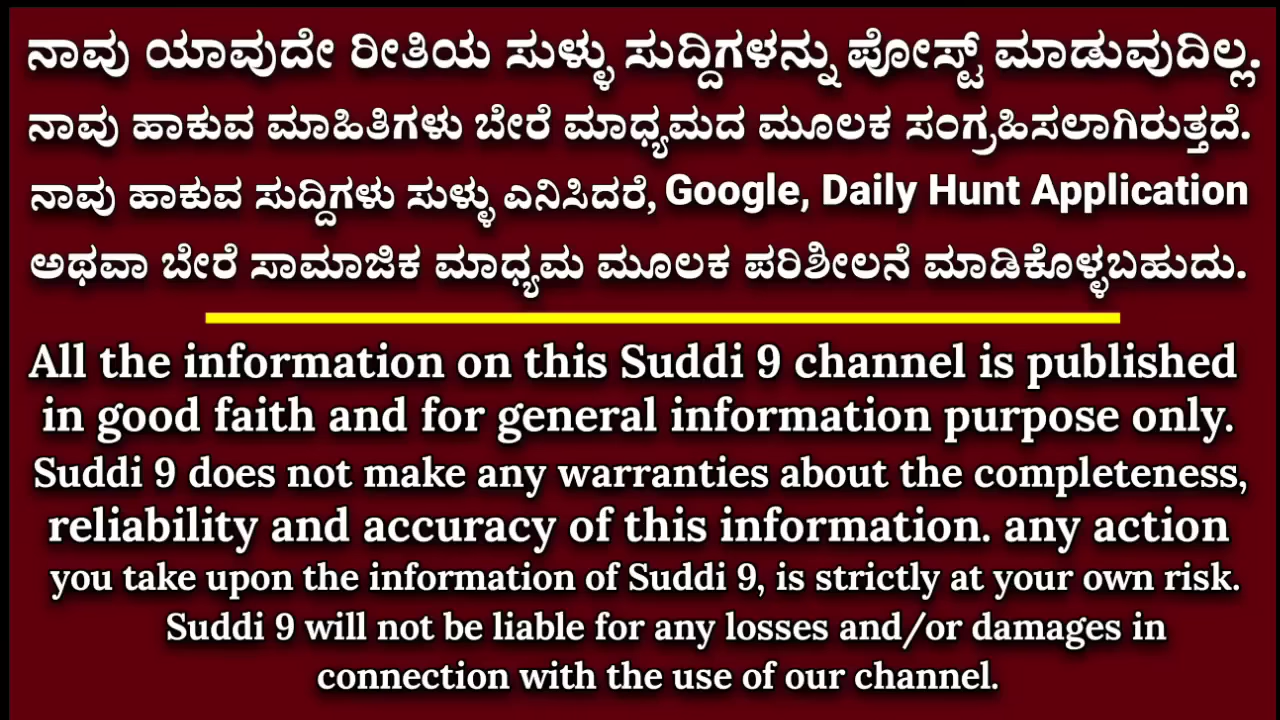 ನಾವು ಯಾವುದೇ ರೀತಿಯ ಸುಳ್ಳು ಸುದ್ದಿಗಳನ್ನು ಪೋಸ್ಟ್ ಮಾಡುವುದಿಲ್ಲ.
ನಾವು ಹಾಕುವ ಮಾಹಿತಿಗಳು ಬೇರೆ ಮಾಧ್ಯಮದ ಮೂಲಕ ಸಂಗ್ರಹಿಸಲಾಗಿರುತ್ತದೆ.
ನಾವು ಹಾಕುವ ಸುದ್ದಿಗಳು ಸುಳ್ಳು ಎನಿಸಿದರೆ, Google, Daily Hunt Application
ಅಥವಾ ಬೇರೆ ಸಾಮಾಜಿಕ ಮಾಧ್ಯಮ ಮೂಲಕ ಪರಿಶೀಲನೆ ಮಾಡಿಕೊಳ್ಳಬಹುದು.
All the information on this Suddi 9 channel is published
in good faith and for general information purpose only.
Suddi 9 does not make any warranties about the completeness,
reliability and accuracy of this information. any action
you take upon the information of Suddi 9, is strictly at your own risk.
Suddi 9 will not be liable for any losses and/or damages in
connection with the use of our channel.